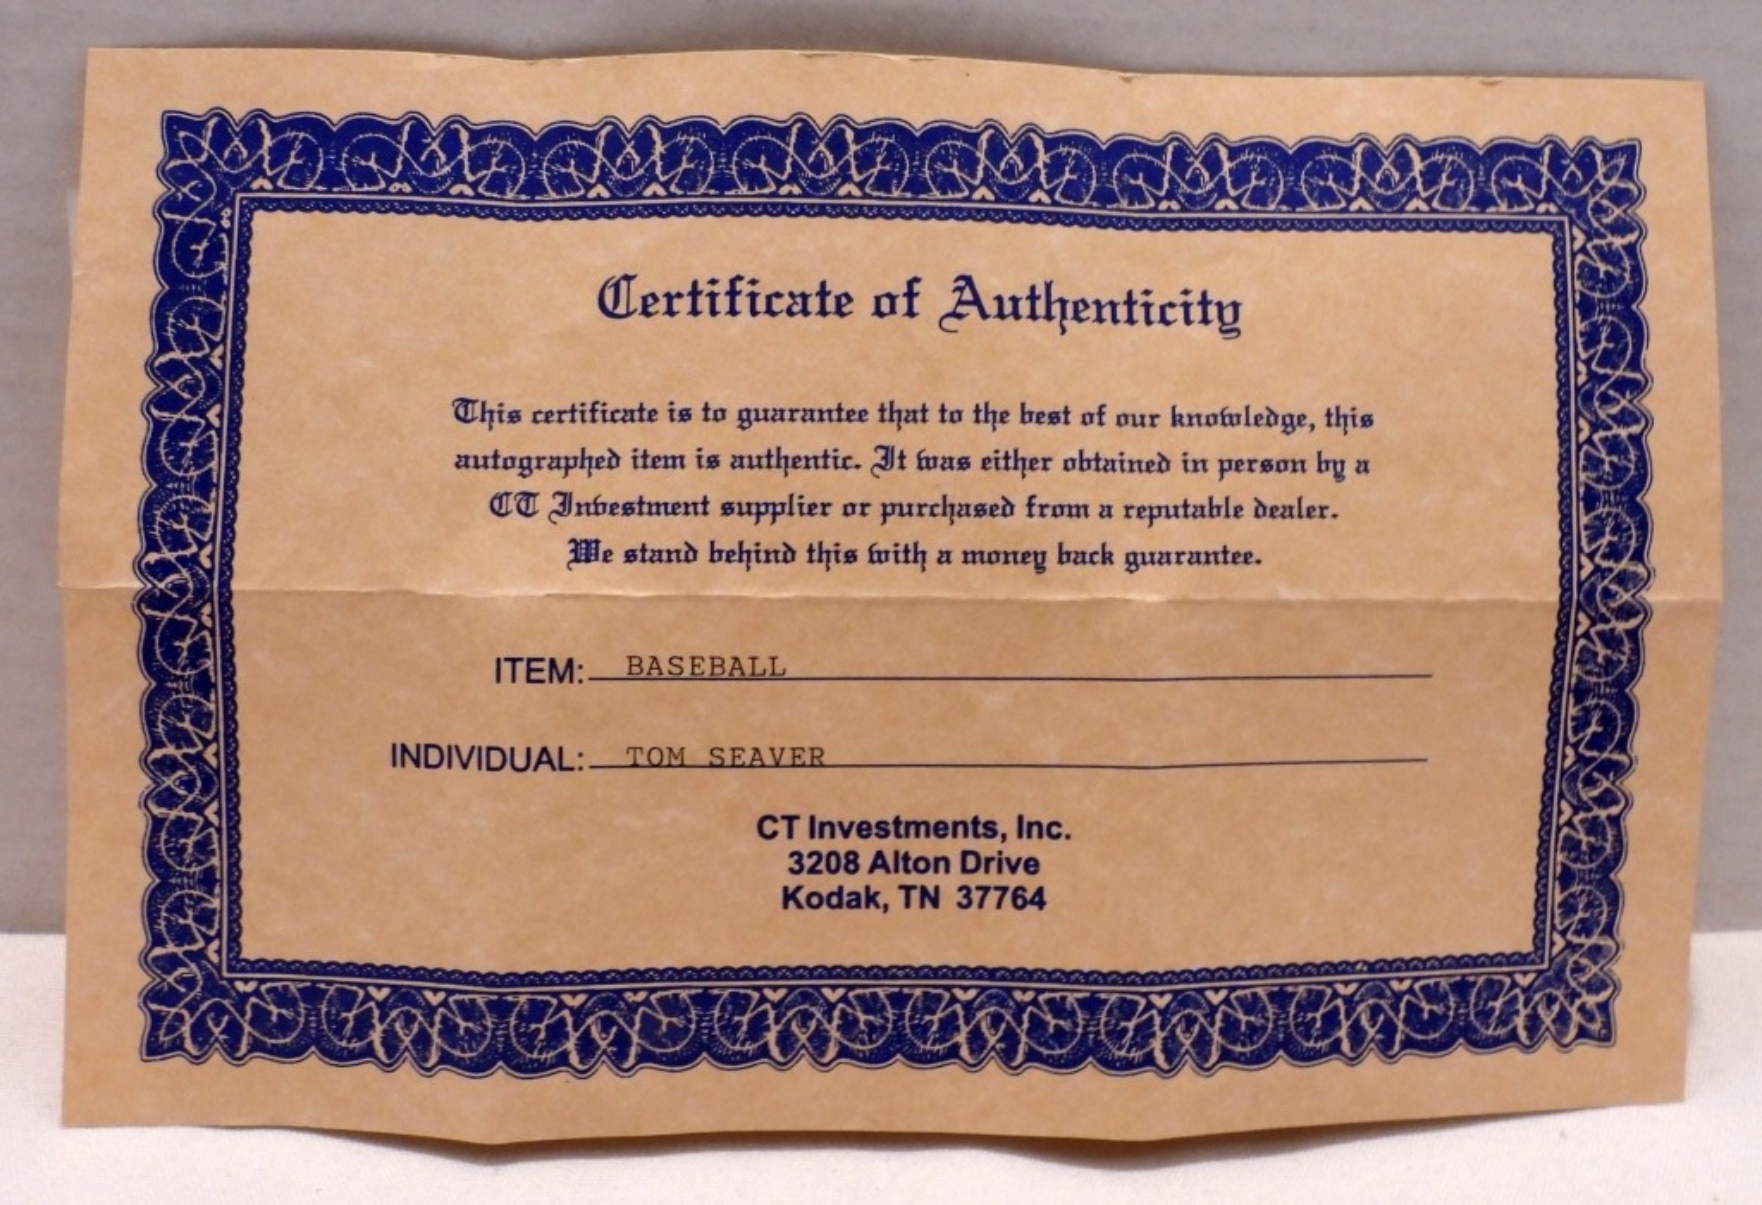 Certificate of Authenticity
This certificate is to guarantee that to the best of our knowledge, this
autographed item is authentic. It was either obtained in person by a
CT Investment supplier or purchased from a reputable dealer.
We stand behind this with a money back guarantee.
ITEM: BASEBALL
INDIVIDUAL: TOM SEAVER
CT Investments, Inc.
3208 Alton Drive
Kodak, TN 37764